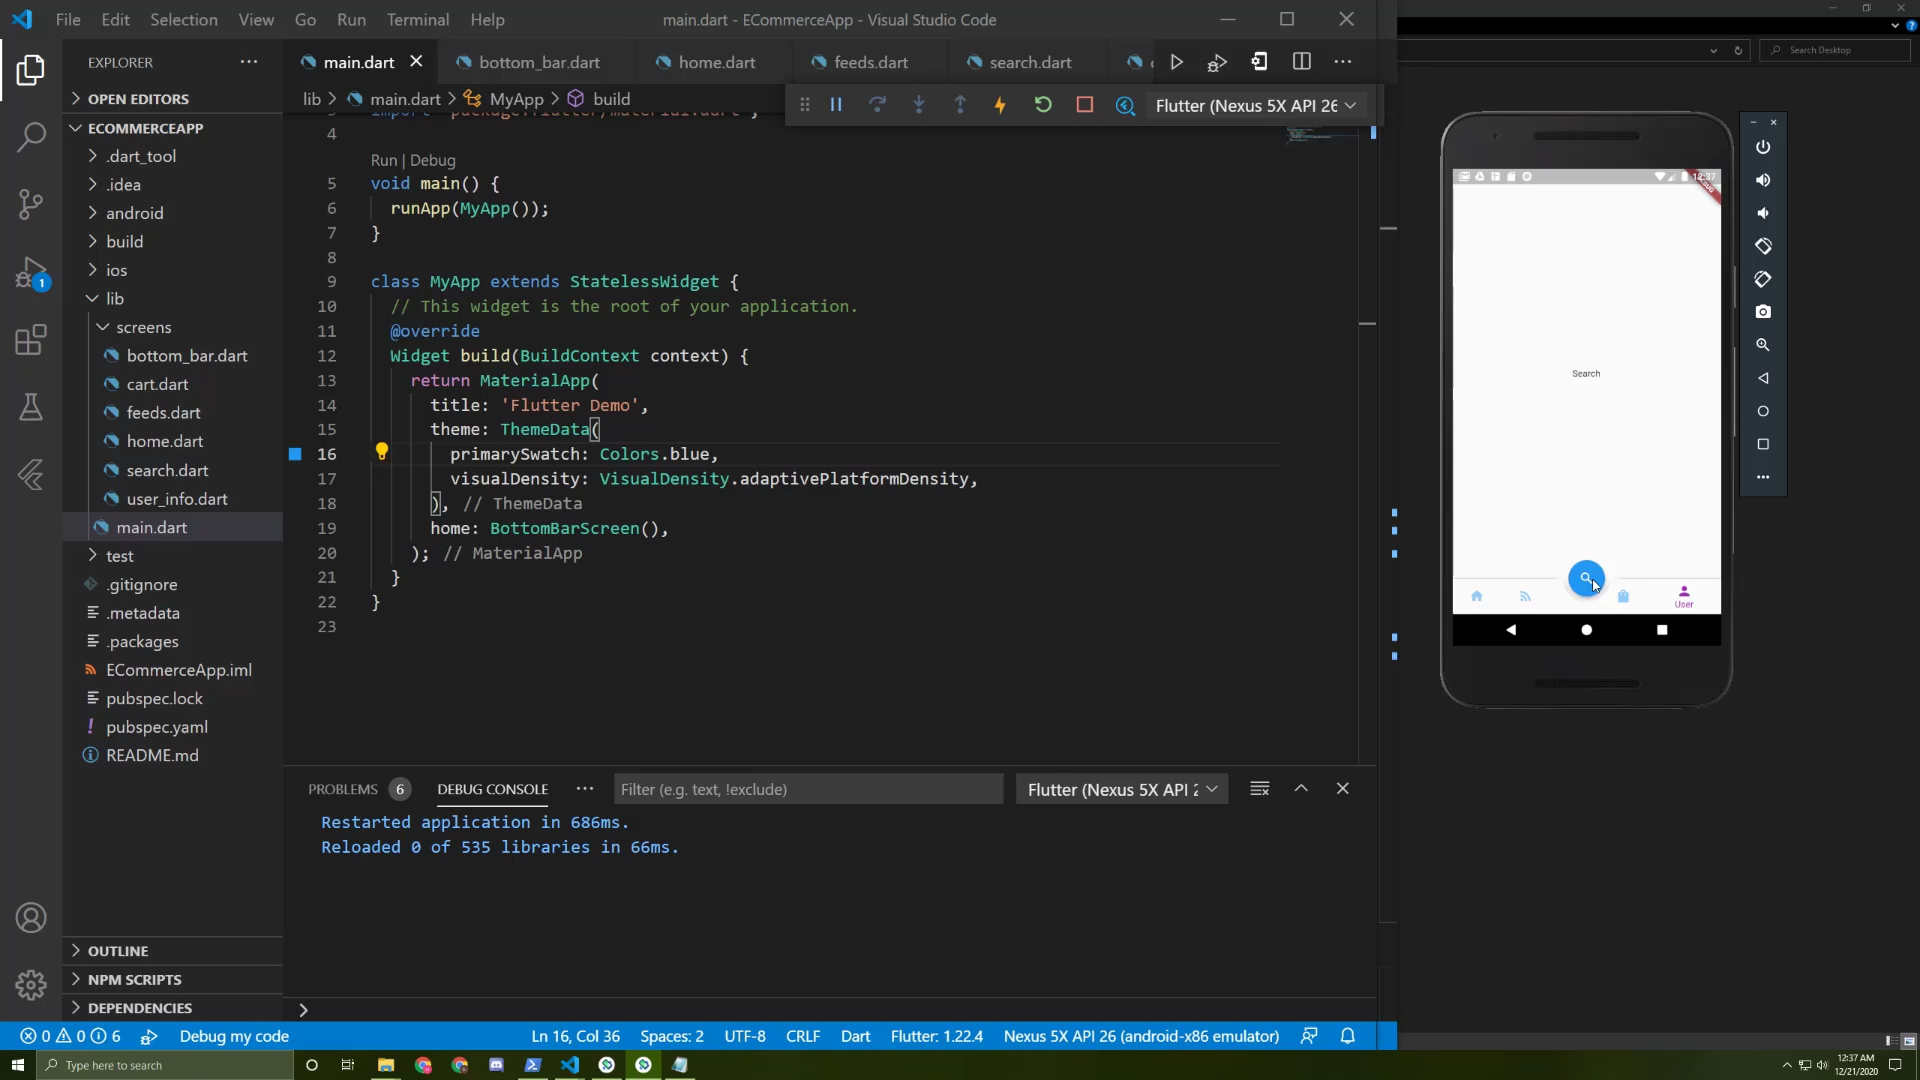 File Edit Selection View Go Run Terminal Help
main.dart - ECommerceApp - Visual Studio Code
Search Desktop
EXPLORER
main.dart
bottom_bar.dart
home.dart
feeds.dart
search.dart
OPEN EDITORS
lib > main.dart > MyApp > build
Flutter (Nexus 5X API 26
ECOMMERCEAPP
.dart_tool
.idea
android
build
ios
lib
screens
bottom_bar.dart
cart.dart
feeds.dart
home.dart
search.dart
user_info.dart
main.dart
test
.gitignore
.metadata
.packages
ECommerceApp.iml
pubspec.lock
pubspec.yaml
README.md
OUTLINE
NPM SCRIPTS
DEPENDENCIES
1
3 import 'package:flutter/material.dart';
4
Run | Debug
5 void main() {
6 runApp(MyApp());
7 }
8
9 class MyApp extends StatelessWidget {
10 // This widget is the root of your application.
11 @override
12 Widget build(BuildContext context) {
13 return MaterialApp(
14 title: 'Flutter Demo',
15 theme: ThemeData(
16 primarySwatch: Colors.blue,
17 visualDensity: VisualDensity.adaptivePlatformDensity,
18 ), // ThemeData
19 home: BottomBarScreen(),
20 ); // MaterialApp
21 }
22 }
23
PROBLEMS 6 DEBUG CONSOLE
Filter (e.g. text, !exclude)
Flutter (Nexus 5X API 2
Restarted application in 686ms.
Reloaded 0 of 535 libraries in 66ms.
12:37
Search
User
0 0 6 Debug my code
Ln 16, Col 36 Spaces: 2 UTF-8 CRLF Dart Flutter: 1.22.4 Nexus 5X API 26 (android-x86 emulator)
Type here to search
12:37 AM
12/21/2020